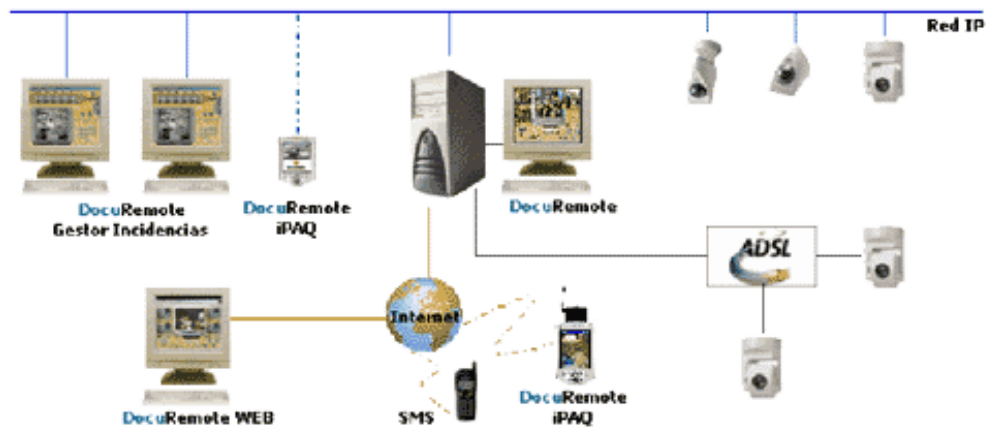 Red IP
DocuRemote
Gestor Incidencias
DocuRemote
iPAQ
DocuRemote
ADSL
Internet
DocuRemote WEB
SMS
DocuRemote
iPAQ